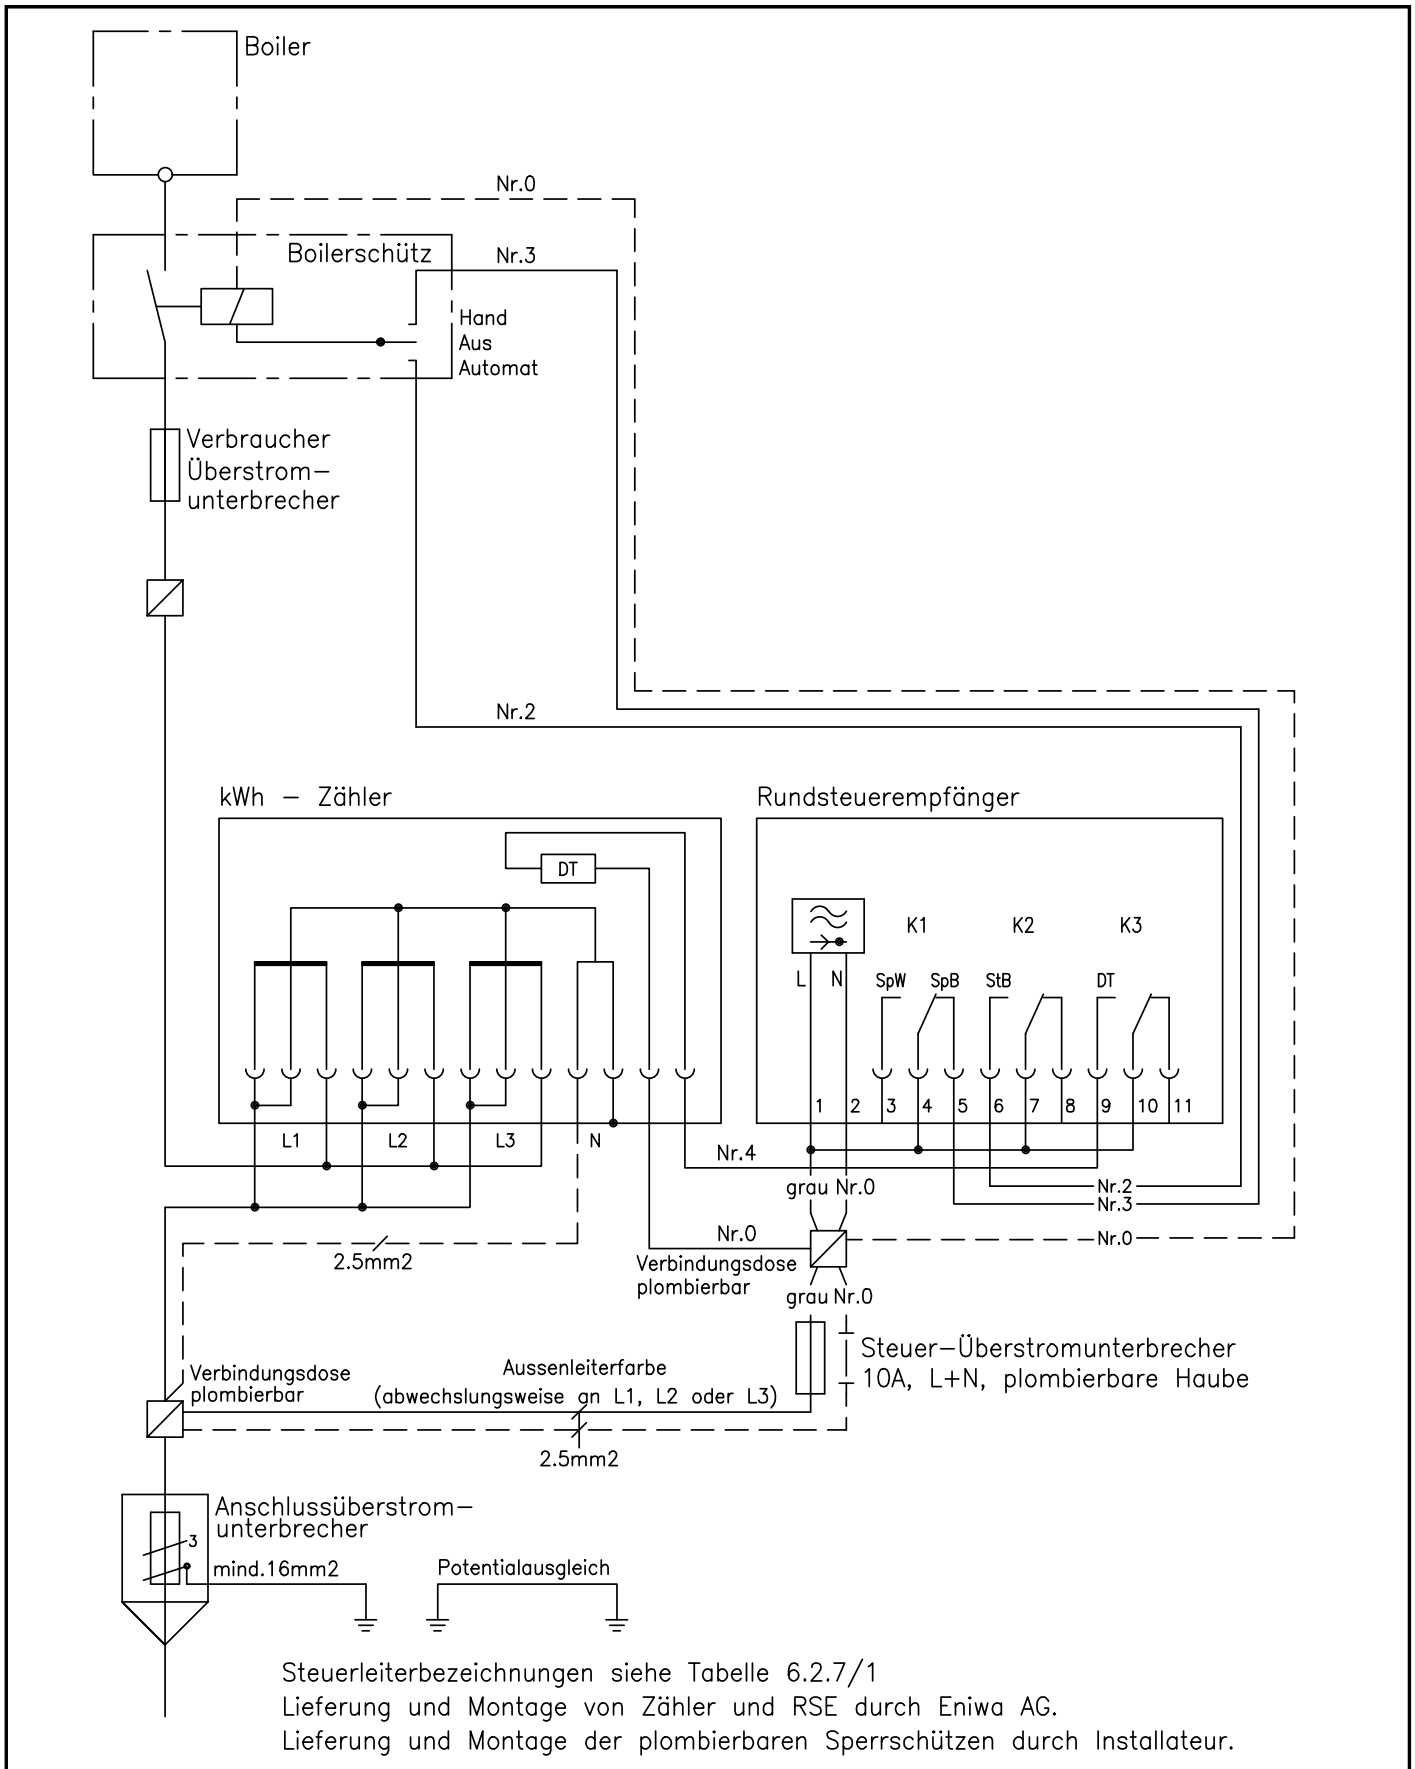 Boiler
Nr.0
Boilerschütz
Nr.3
Hand
Aus
Automat
Verbraucher
Überstrom-
unterbrecher
Nr.2
kWh - Zähler
Rundsteuerempfänger
DT
K1 K2 K3
L N SpW SpB StB DT
1 2 3 4 5 6 7 8 9 10 11
L1 L2 L3 N
Nr.4
grau Nr.0
Nr.2
Nr.3
Nr.0
Nr.0
2.5mm2
Verbindungsdose
plombierbar
grau Nr.0
Steuer-Überstromunterbrecher
10A, L+N, plombierbare Haube
Verbindungsdose
plombierbar
Aussenleiterfarbe
(abwechslungsweise an L1, L2 oder L3)
2.5mm2
Anschlussüberstrom-
unterbrecher
3
mind.16mm2
Potentialausgleich
Steuerleiterbezeichnungen siehe Tabelle 6.2.7/1
Lieferung und Montage von Zähler und RSE durch Eniwa AG.
Lieferung und Montage der plombierbaren Sperrschützen durch Installateur.